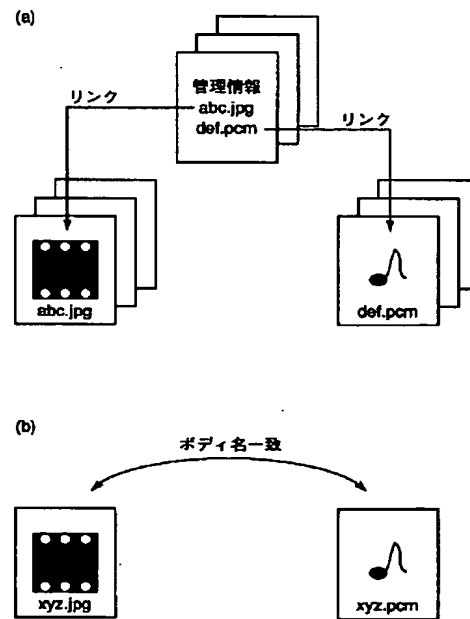 (a)
管理情報
abc.jpg
def.pcm
リンク
リンク
abc.jpg
def.pcm
(b)
ボディ名一致
xyz.jpg
xyz.pcm